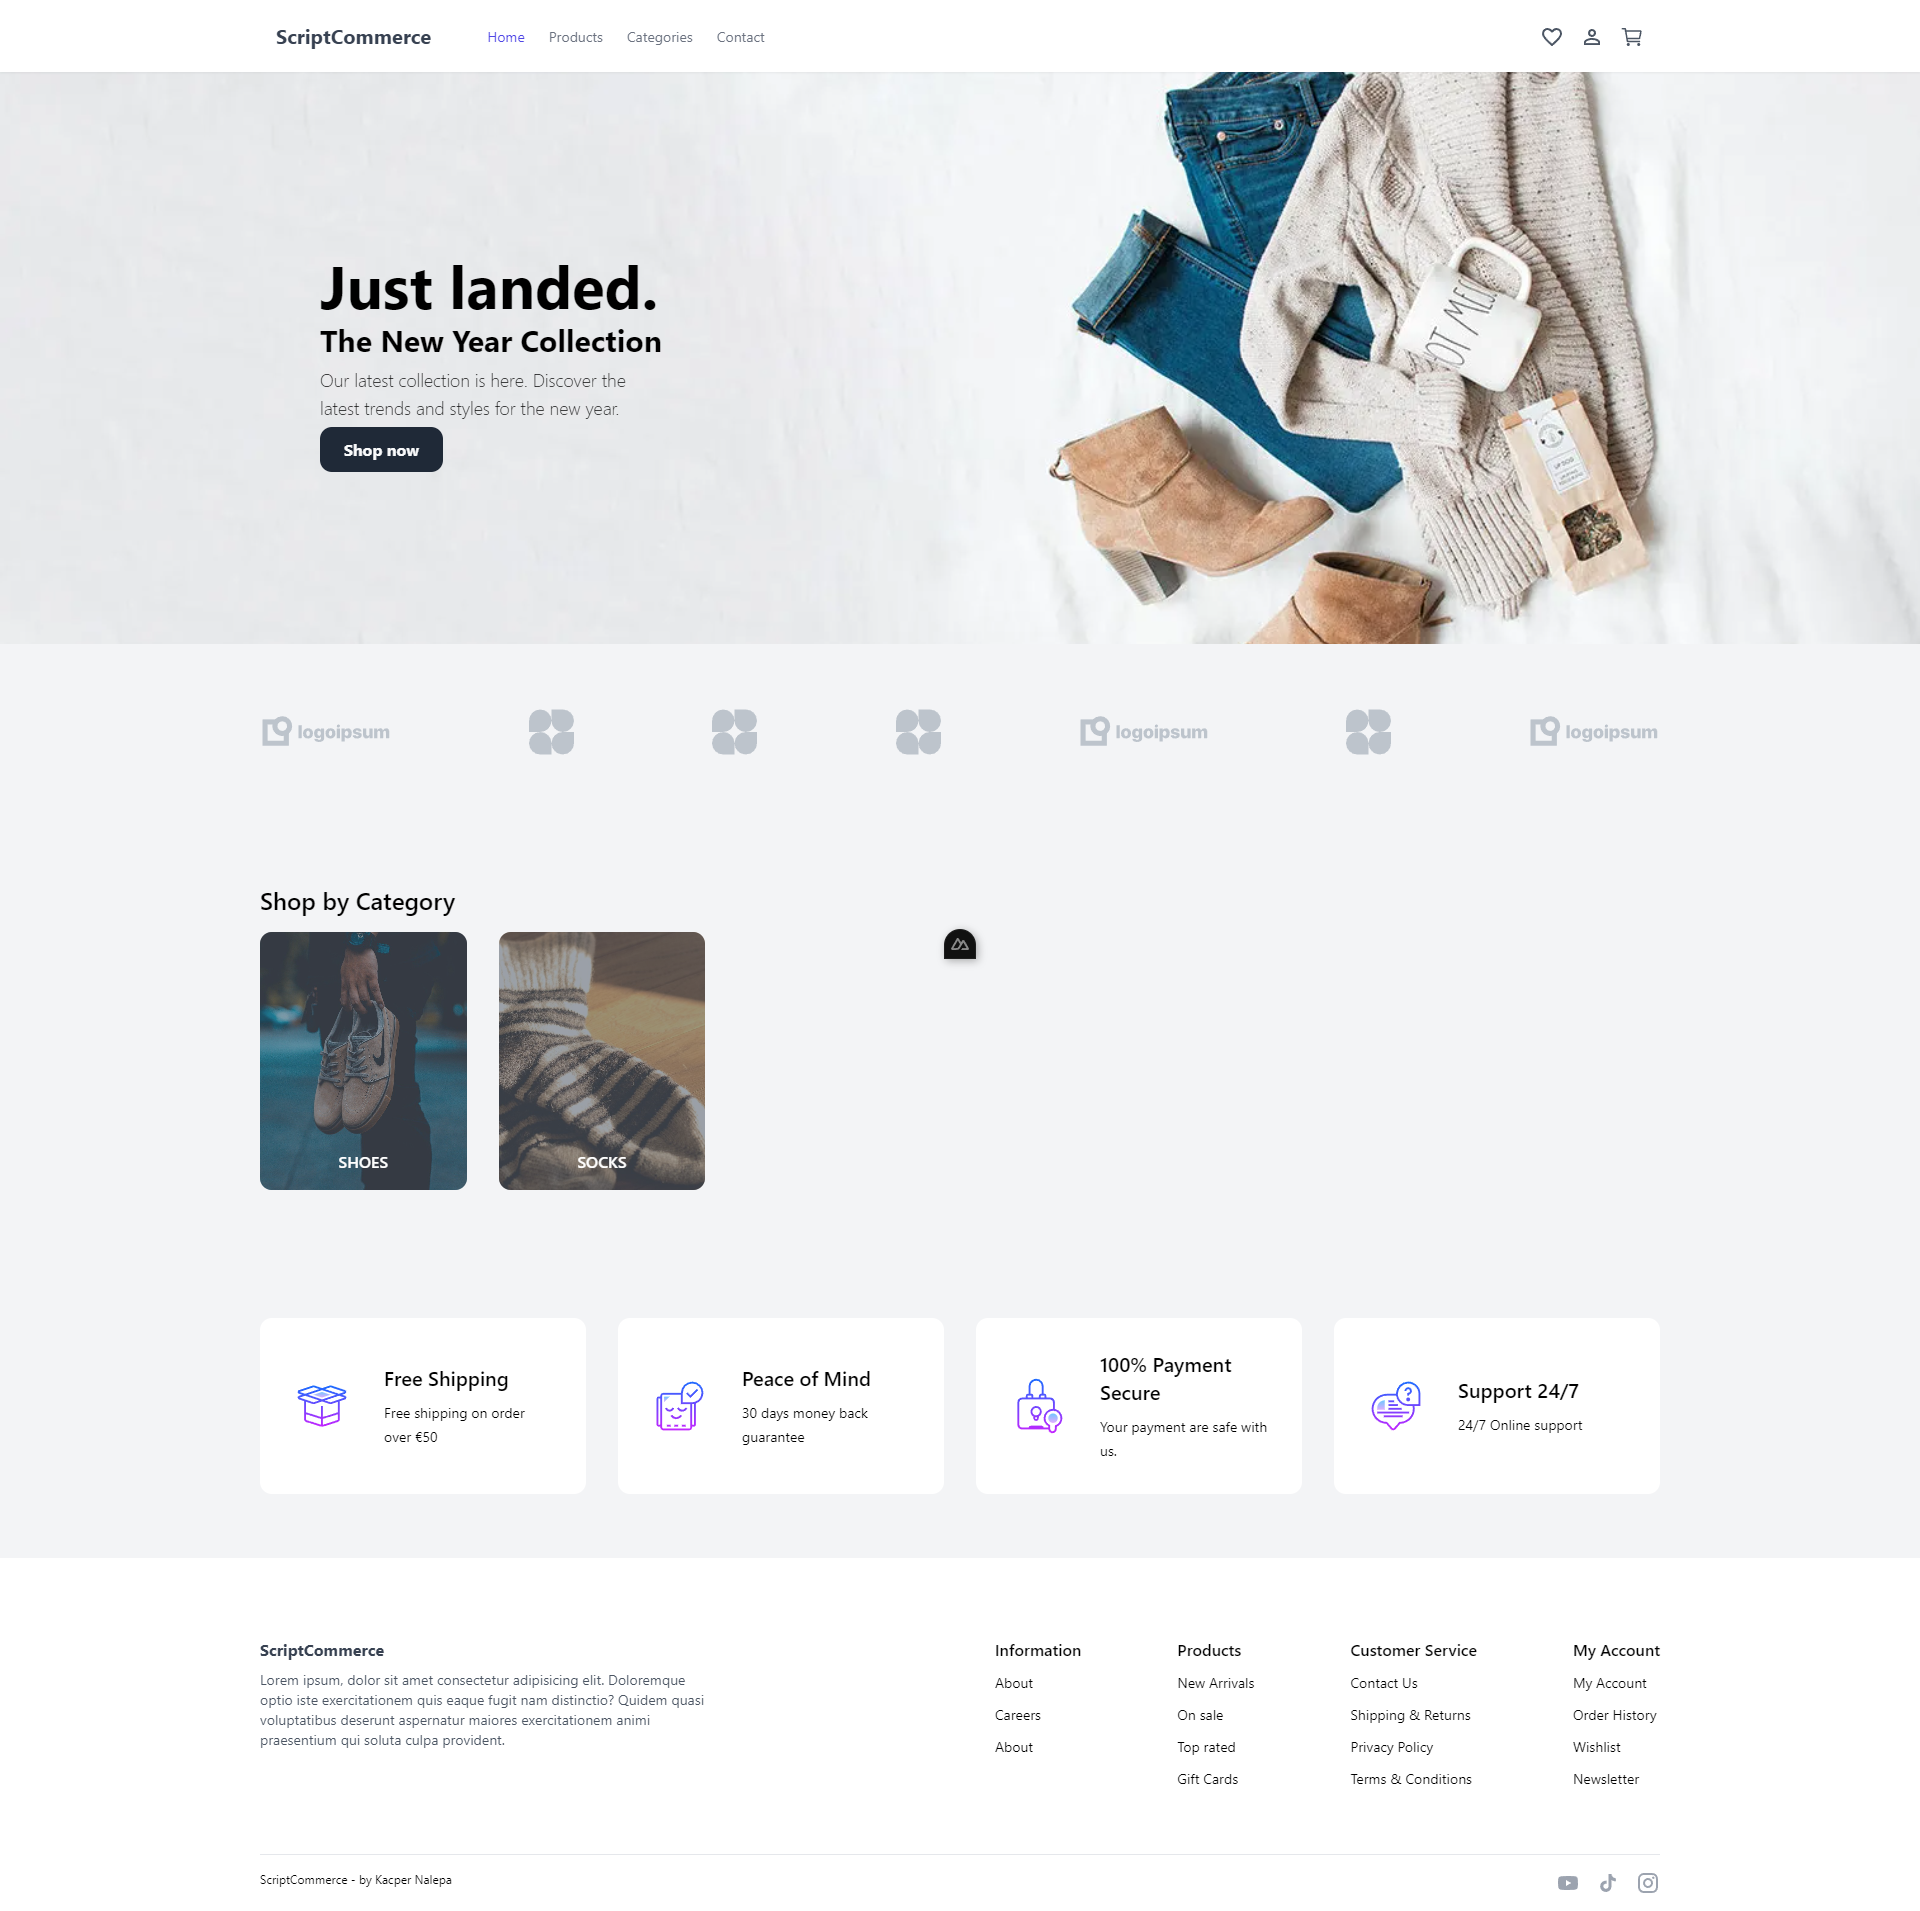 ScriptCommerce
Home
Products
Categories
Contact
Just landed.
The New Year Collection
Our latest collection is here. Discover the
latest trends and styles for the new year.
Shop now
logoipsum
logoipsum
logoipsum
Shop by Category
SHOES
SOCKS
Free Shipping
Free shipping on order
over €50
Peace of Mind
30 days money back
guarantee
100% Payment
Secure
Your payment are safe with
us.
Support 24/7
24/7 Online support
ScriptCommerce
Lorem ipsum, dolor sit amet consectetur adipisicing elit. Doloremque
optio iste exercitationem quis eaque fugit nam distinctio? Quidem quasi
voluptatibus deserunt aspernatur maiores exercitationem animi
praesentium qui soluta culpa provident.
Information
About
Careers
About
Products
New Arrivals
On sale
Top rated
Gift Cards
Customer Service
Contact Us
Shipping & Returns
Privacy Policy
Terms & Conditions
My Account
My Account
Order History
Wishlist
Newsletter
ScriptCommerce - by Kacper Nalepa